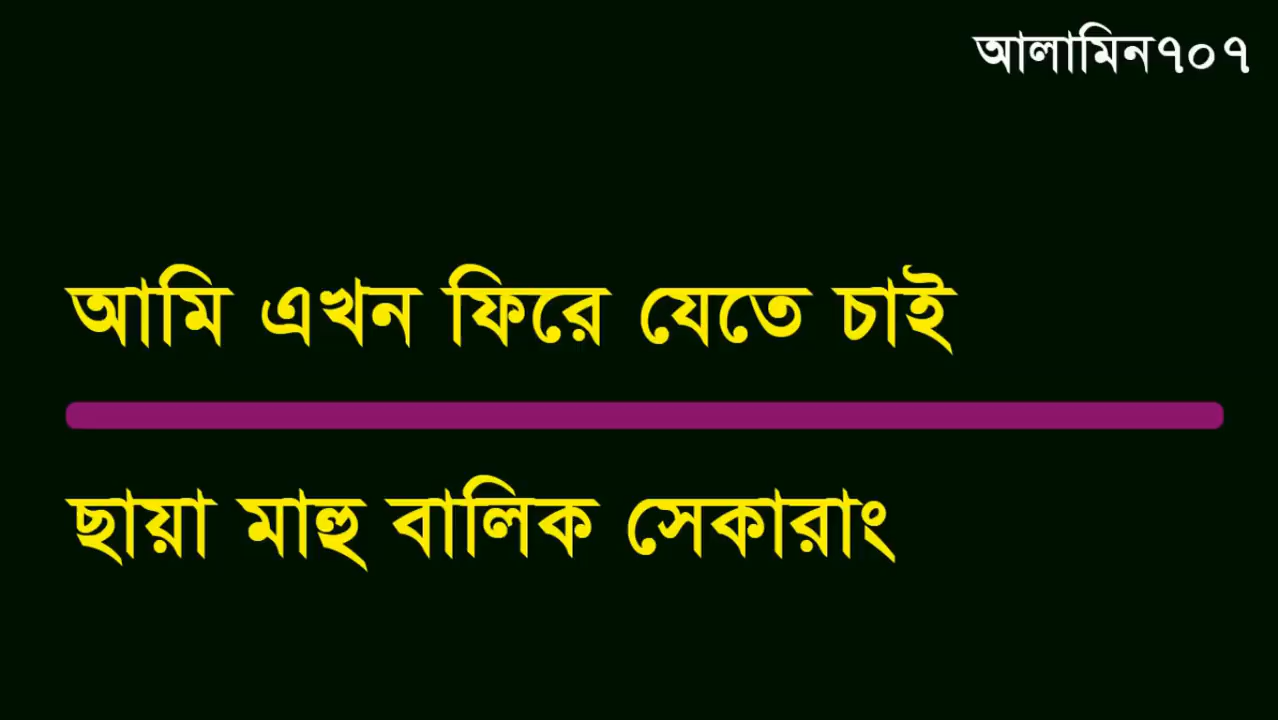 আলামিন৭০৭
আমি এখন ফিরে যেতে চাই
ছায়া মাহু বালিক সেকারাং